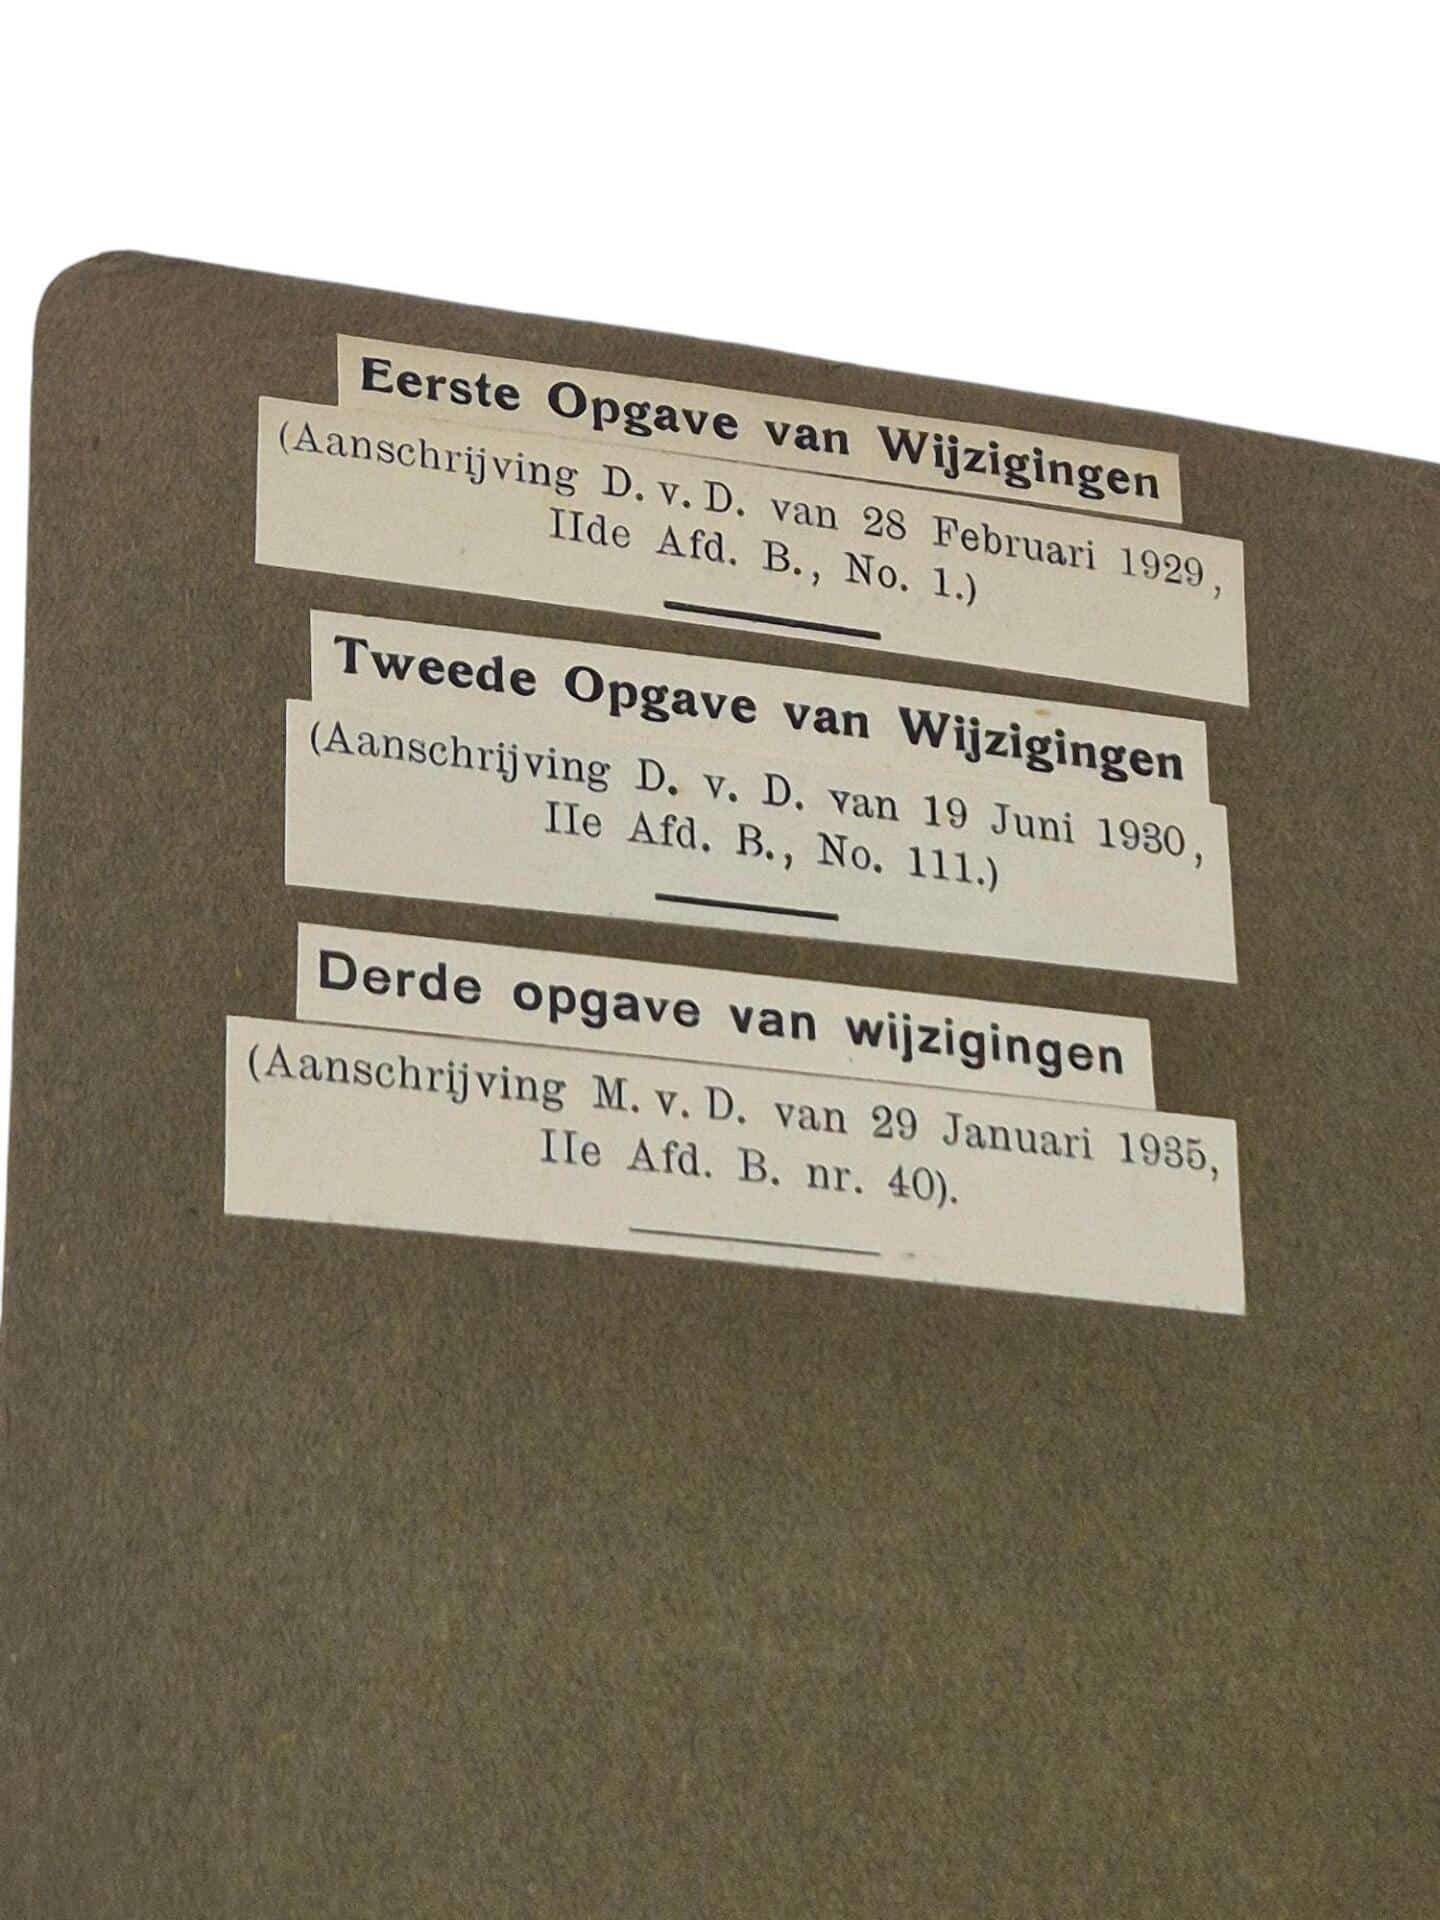 Eerste Opgave van Wijzigingen
(Aanschrijving D. v. D. van 28 Februari 1929,
IIde Afd. B., No. 1.)
Tweede Opgave van Wijzigingen
(Aanschrijving D. v. D. van 19 Juni 1930,
IIe Afd. B., No. 111.)
Derde opgave van wijzigingen
(Aanschrijving M. v. D. van 29 Januari 1935,
IIe Afd. B. nr. 40).